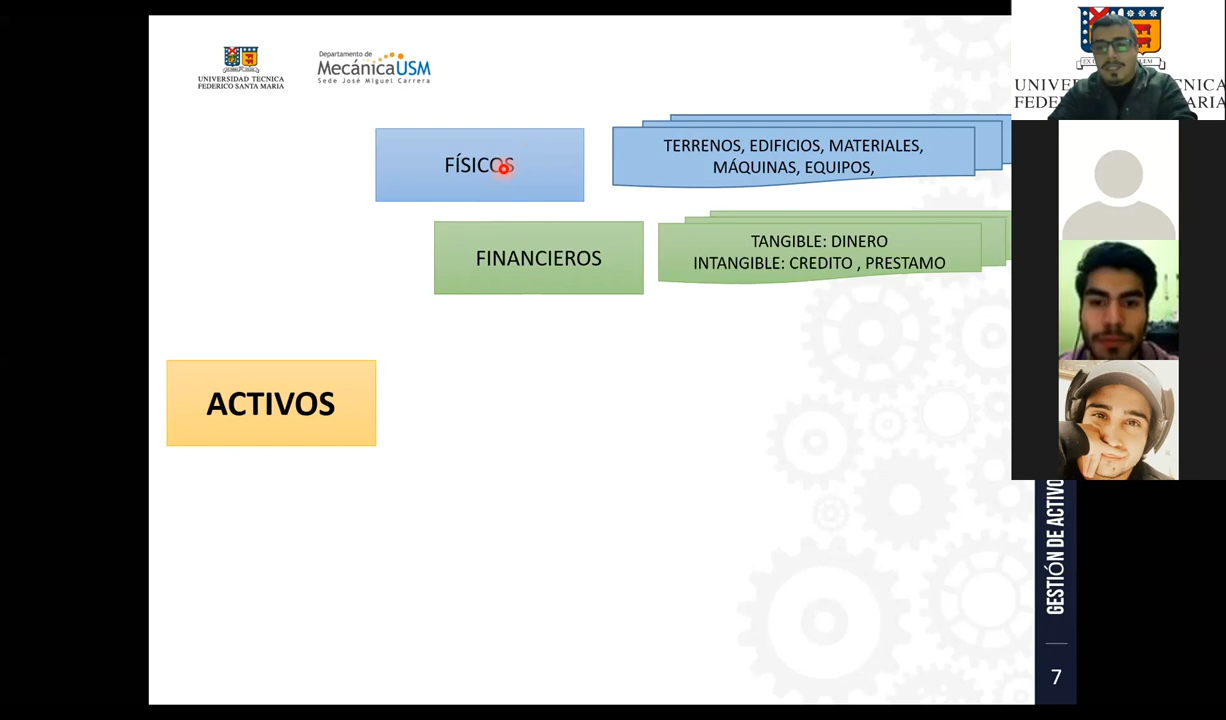 UNIVERSIDAD TECNICA
FEDERICO SANTA MARIA
Departamento de
MecánicaUSM
Sede José Miguel Carrera
FÍSICOS
TERRENOS, EDIFICIOS, MATERIALES,
MÁQUINAS, EQUIPOS,
FINANCIEROS
TANGIBLE: DINERO
INTANGIBLE: CREDITO , PRESTAMO
ACTIVOS
GESTIÓN DE ACTIVO
7